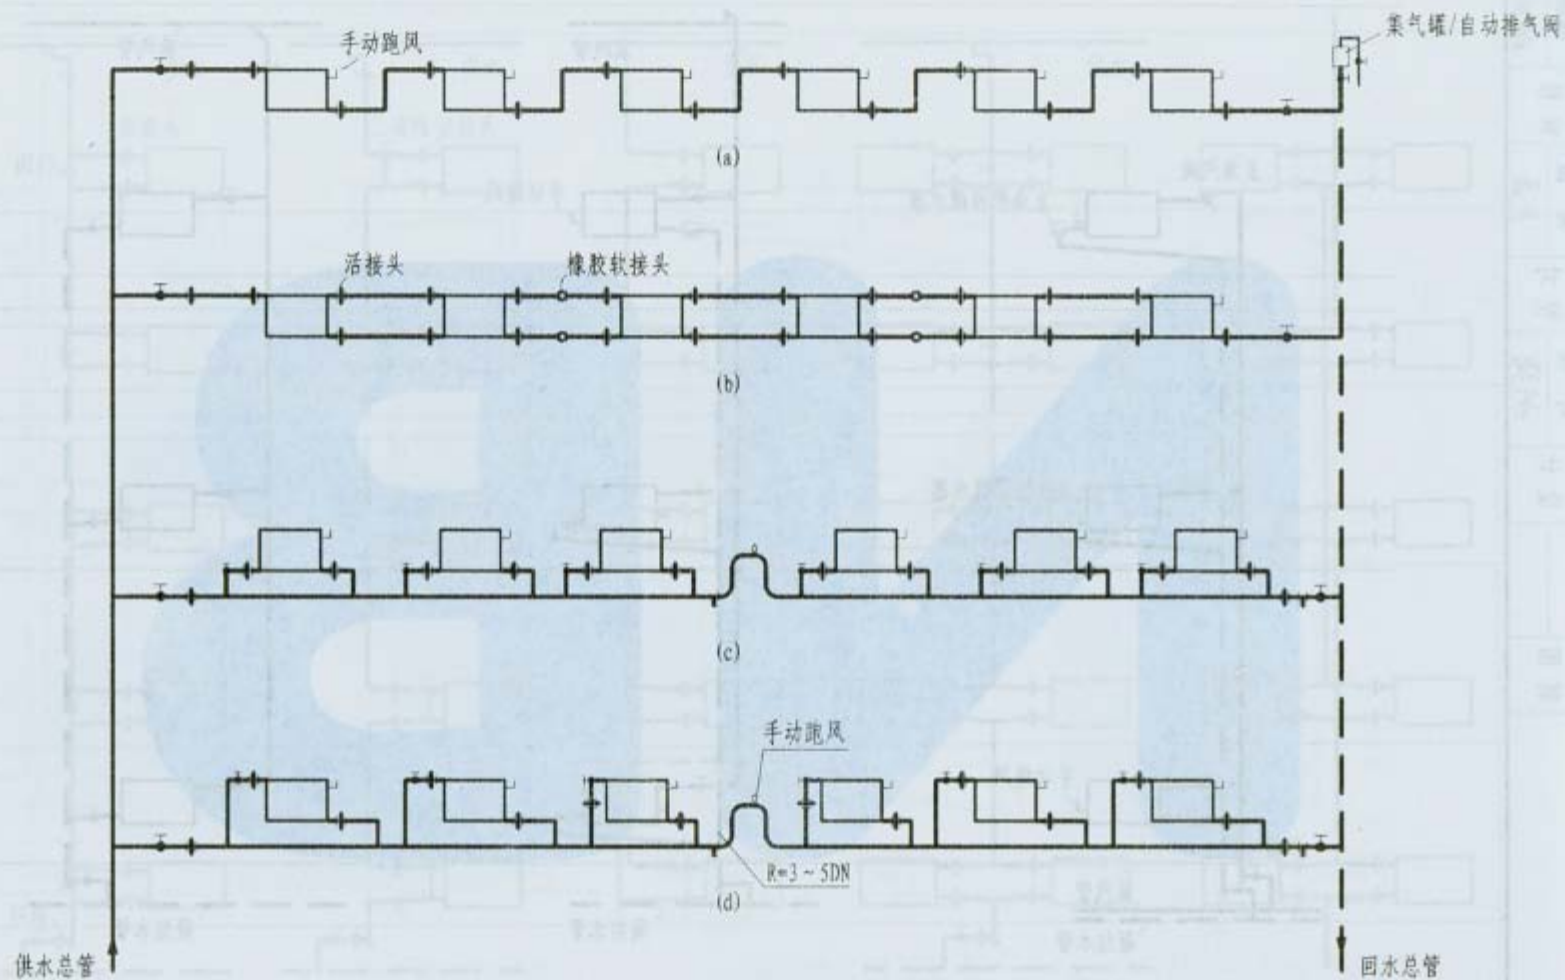 集气罐/自动排气阀
手动跑风
(a)
活接头
橡胶软接头
(b)
(c)
手动跑风
R=3~5DN
(d)
供水总管
回水总管